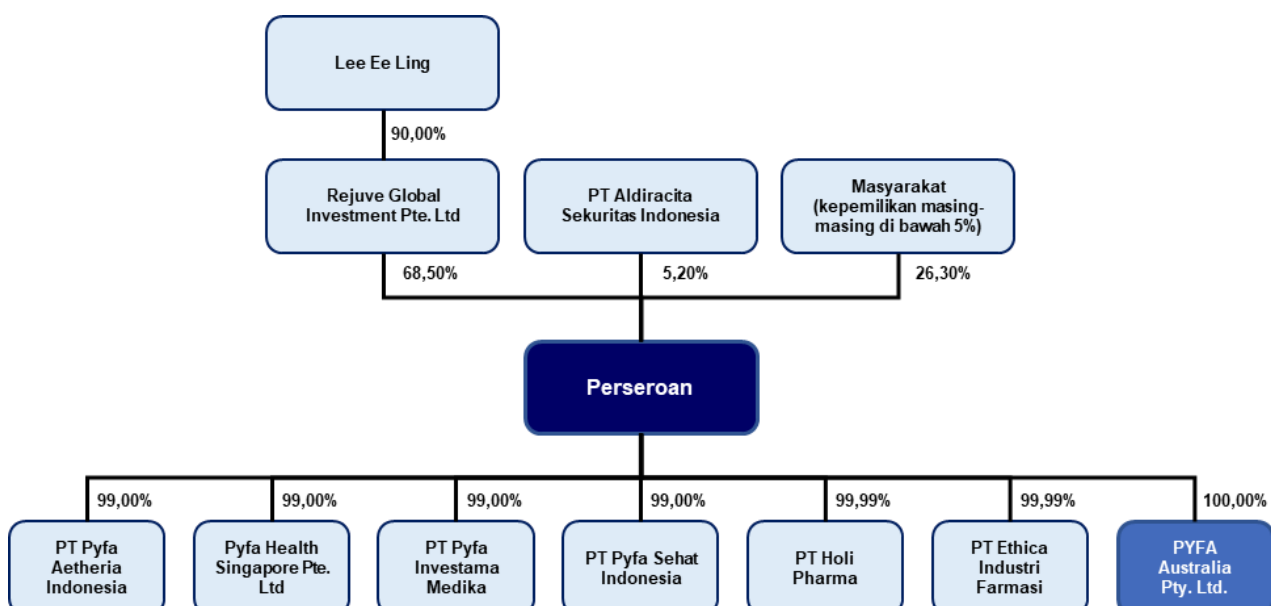 Lee Ee Ling
90,00%
Rejuve Global
Investment Pte. Ltd
PT Aldiracita
Sekuritas Indonesia
Masyarakat
(kepemilikan masing-
masing di bawah 5%)
68,50%
5,20%
26,30%
Perseroan
99,00%
99,00%
99,00%
99,00%
99,99%
99,99%
100,00%
PT Pyfa
Aetheria
Indonesia
Pyfa Health
Singapore Pte.
Ltd
PT Pyfa
Investama
Medika
PT Pyfa Sehat
Indonesia
PT Holi
Pharma
PT Ethica
Industri
Farmasi
PYFA
Australia
Pty. Ltd.